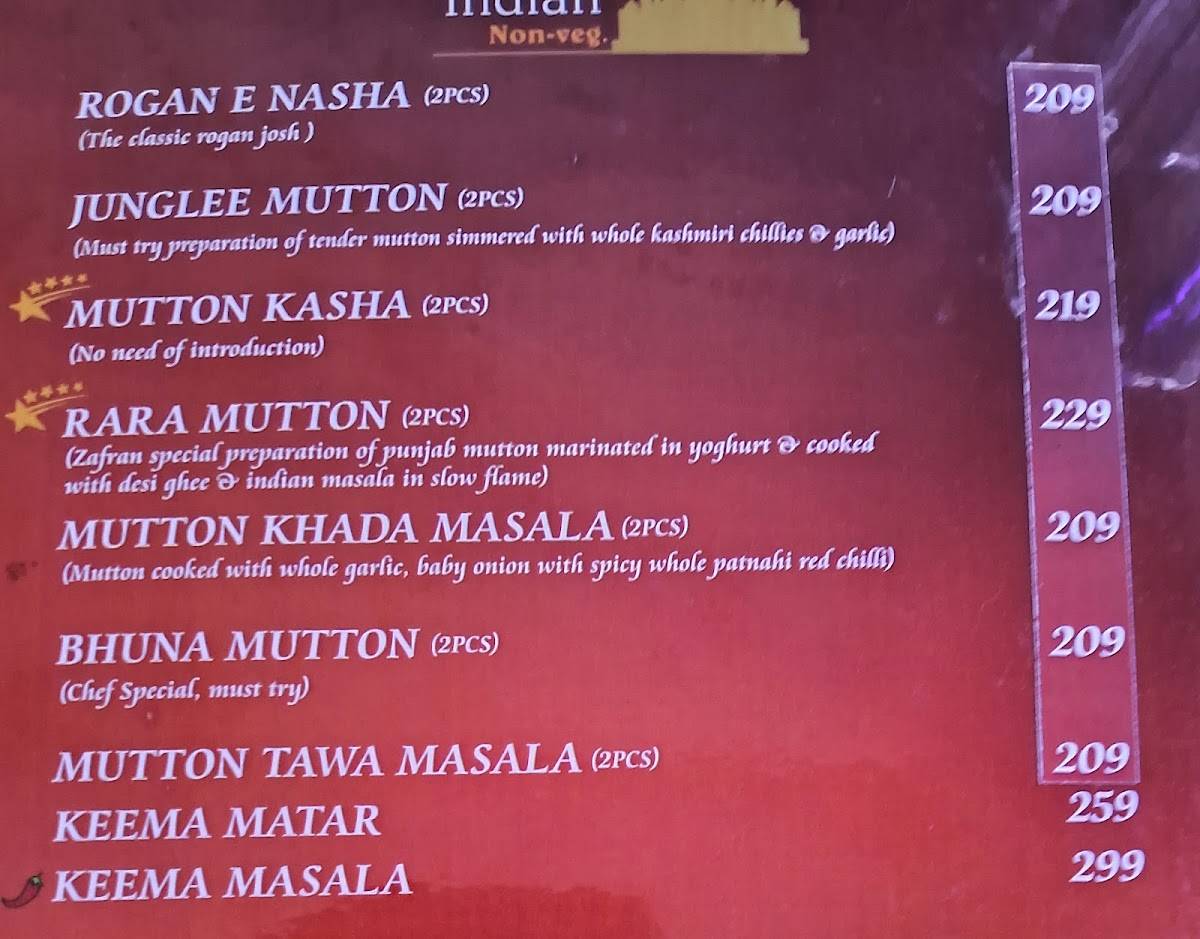 Indian
Non-veg.
ROGAN E NASHA (2PCS) 209
(The classic rogan josh )
JUNGLEE MUTTON (2PCS) 209
(Must try preparation of tender mutton simmered with whole kashmiri chillies & garlic)
MUTTON KASHA (2PCS) 219
(No need of introduction)
RARA MUTTON (2PCS) 229
(Zafran special preparation of punjab mutton marinated in yoghurt & cooked
with desi ghee & indian masala in slow flame)
MUTTON KHADA MASALA (2PCS) 209
(Mutton cooked with whole garlic, baby onion with spicy whole patnahi red chilli)
BHUNA MUTTON (2PCS) 209
(Chef Special, must try)
MUTTON TAWA MASALA (2PCS) 209
KEEMA MATAR 259
KEEMA MASALA 299